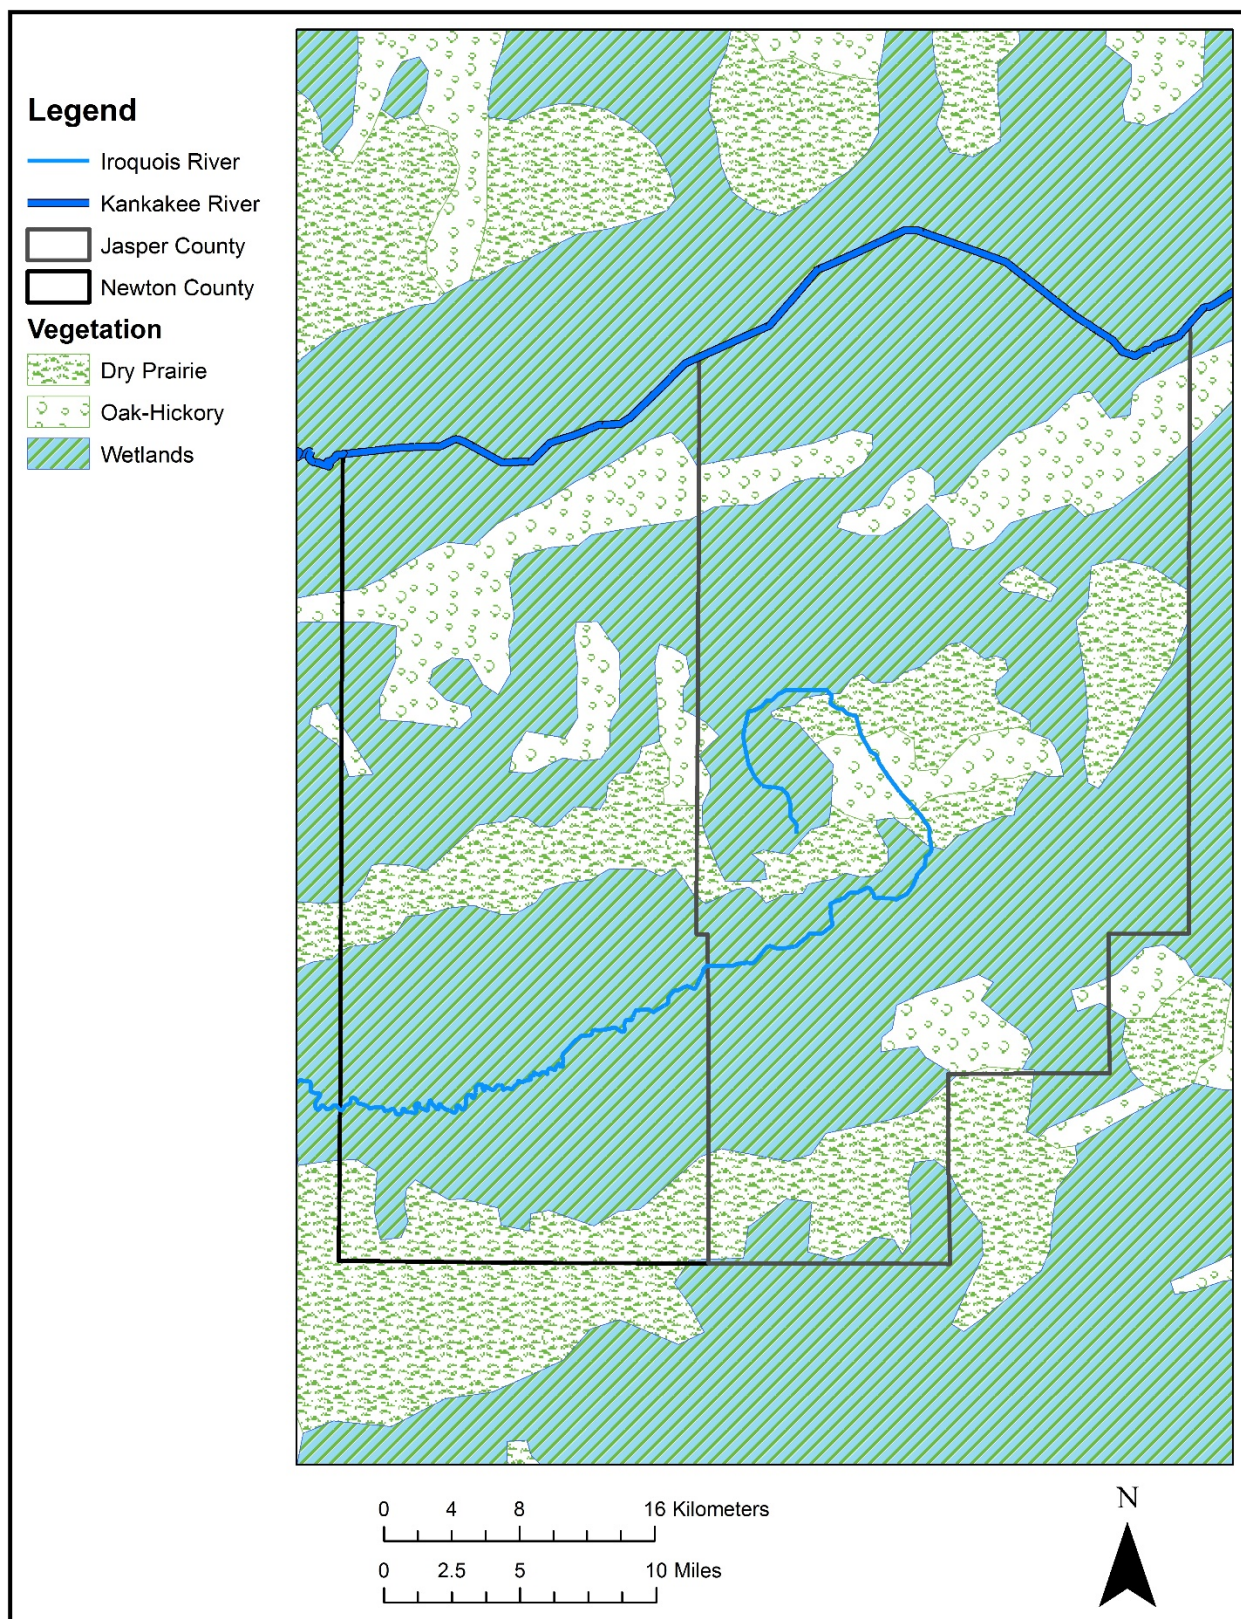 Legend
Iroquois River
Kankakee River
Jasper County
Newton County
Vegetation
Dry Prairie
Oak-Hickory
Wetlands
0 4 8 16 Kilometers
0 2.5 5 10 Miles
N